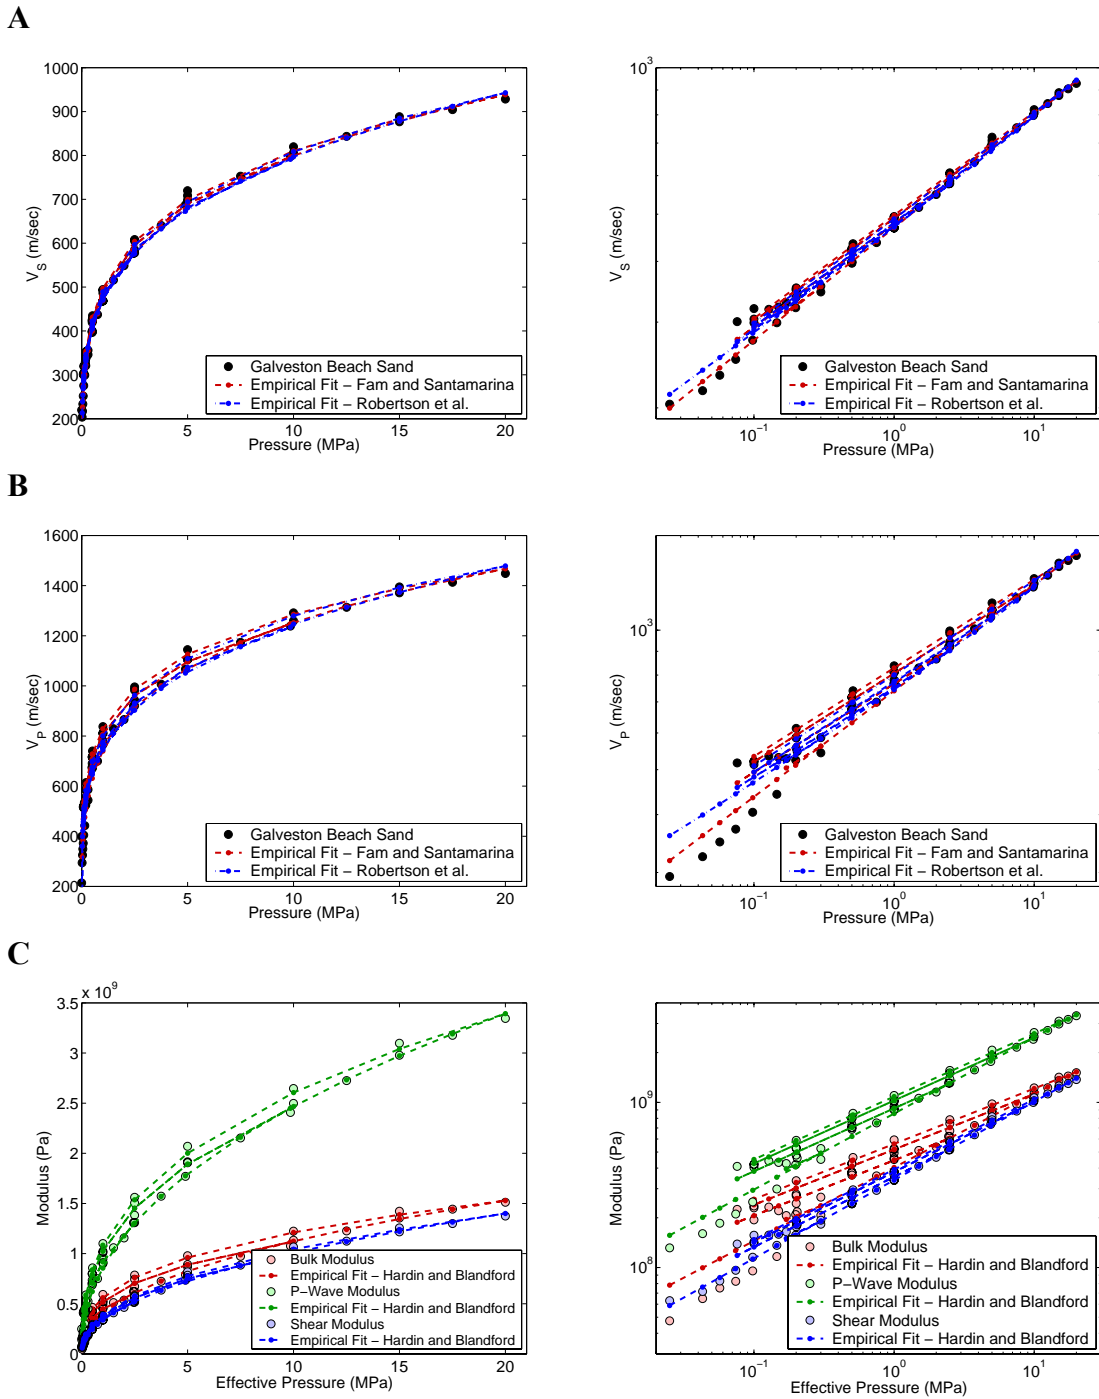 A
1000
900
800
700
600
500
400
300
200
V S (m/sec)
0 5 10 15 20
Pressure (MPa)
Galveston Beach Sand
Empirical Fit − Fam and Santamarina
Empirical Fit − Robertson et al.
10^3
V S (m/sec)
10^−1 10^0 10^1
Pressure (MPa)
Galveston Beach Sand
Empirical Fit − Fam and Santamarina
Empirical Fit − Robertson et al.
B
1600
1400
1200
1000
800
600
400
200
V P (m/sec)
0 5 10 15 20
Pressure (MPa)
Galveston Beach Sand
Empirical Fit − Fam and Santamarina
Empirical Fit − Robertson et al.
10^3
V P (m/sec)
10^−1 10^0 10^1
Pressure (MPa)
Galveston Beach Sand
Empirical Fit − Fam and Santamarina
Empirical Fit − Robertson et al.
C
x 10^9
3.5
3
2.5
2
1.5
1
0.5
0
Modulus (Pa)
0 5 10 15 20
Effective Pressure (MPa)
Bulk Modulus
Empirical Fit − Hardin and Blandford
P−Wave Modulus
Empirical Fit − Hardin and Blandford
Shear Modulus
Empirical Fit − Hardin and Blandford
10^9
10^8
Modulus (Pa)
10^−1 10^0 10^1
Effective Pressure (MPa)
Bulk Modulus
Empirical Fit − Hardin and Blandford
P−Wave Modulus
Empirical Fit − Hardin and Blandford
Shear Modulus
Empirical Fit − Hardin and Blandford